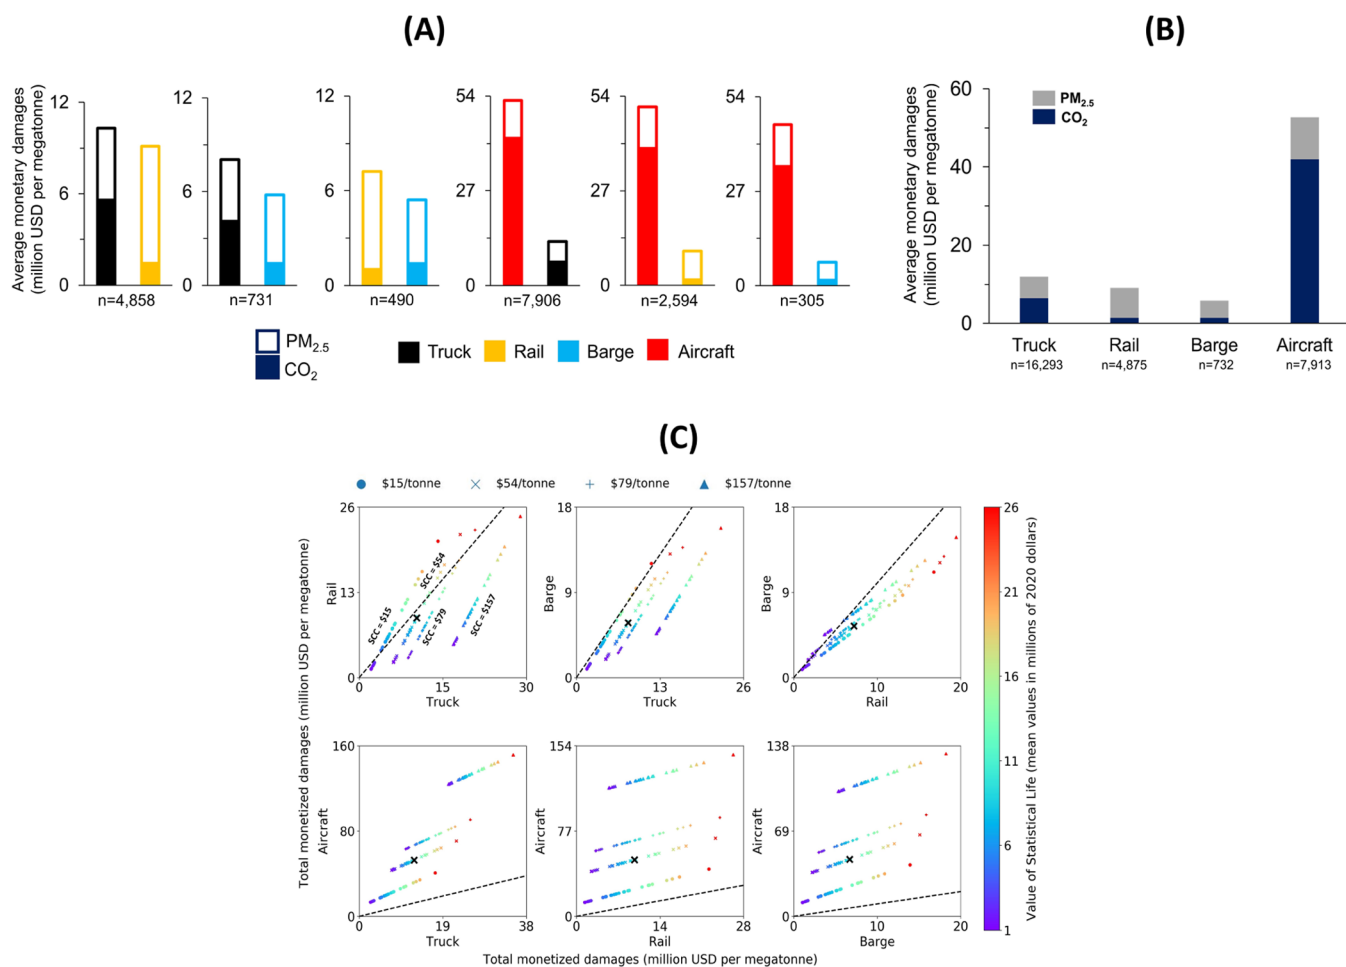 (A)
Average monetary damages
(million USD per megatonne)
12
6
0
n=4,858
12
6
0
n=731
12
6
0
n=490
54
27
0
n=7,906
54
27
0
n=2,594
54
27
0
n=305
PM2.5
CO2
Truck
Rail
Barge
Aircraft
(B)
Average monetary damages
(million USD per megatonne)
60
40
20
0
PM2.5
CO2
Truck
Rail
Barge
Aircraft
n=16,293
n=4,875
n=732
n=7,913
(C)
$15/tonne
$54/tonne
$79/tonne
$157/tonne
Total monetized damages (million USD per megatonne)
26
13
0
Rail
SCC = $15
SCC = $54
SCC = $79
SCC = $157
0
15
30
Truck
18
9
0
Barge
0
13
26
Truck
18
9
0
Barge
0
10
20
Rail
160
80
0
Aircraft
0
19
38
Truck
154
77
0
Aircraft
0
14
28
Rail
138
69
0
Aircraft
0
10
20
Barge
Total monetized damages (million USD per megatonne)
26
21
16
11
6
1
Value of Statistical Life (mean values in millions of 2020 dollars)